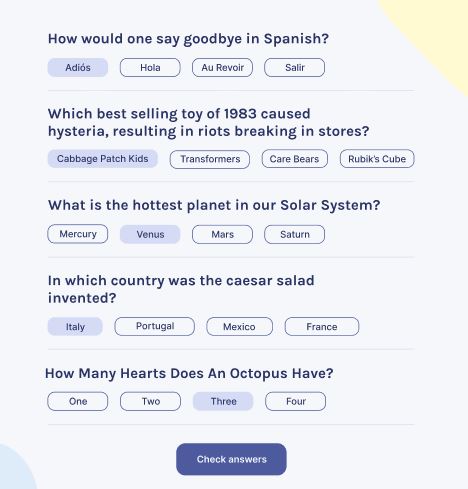 How would one say goodbye in Spanish?
Adiós Hola Au Revoir Salir
Which best selling toy of 1983 caused
hysteria, resulting in riots breaking in stores?
Cabbage Patch Kids Transformers Care Bears Rubik's Cube
What is the hottest planet in our Solar System?
Mercury Venus Mars Saturn
In which country was the caesar salad
invented?
Italy Portugal Mexico France
How Many Hearts Does An Octopus Have?
One Two Three Four
Check answers